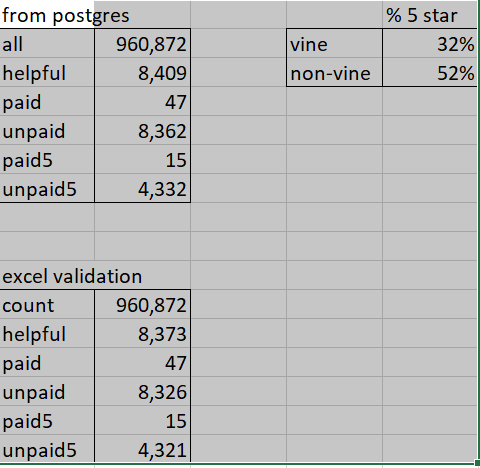 from postgres % 5 star
all 960,872 vine 32%
helpful 8,409 non-vine 52%
paid 47
unpaid 8,362
paid5 15
unpaid5 4,332
excel validation
count 960,872
helpful 8,373
paid 47
unpaid 8,326
paid5 15
unpaid5 4,321